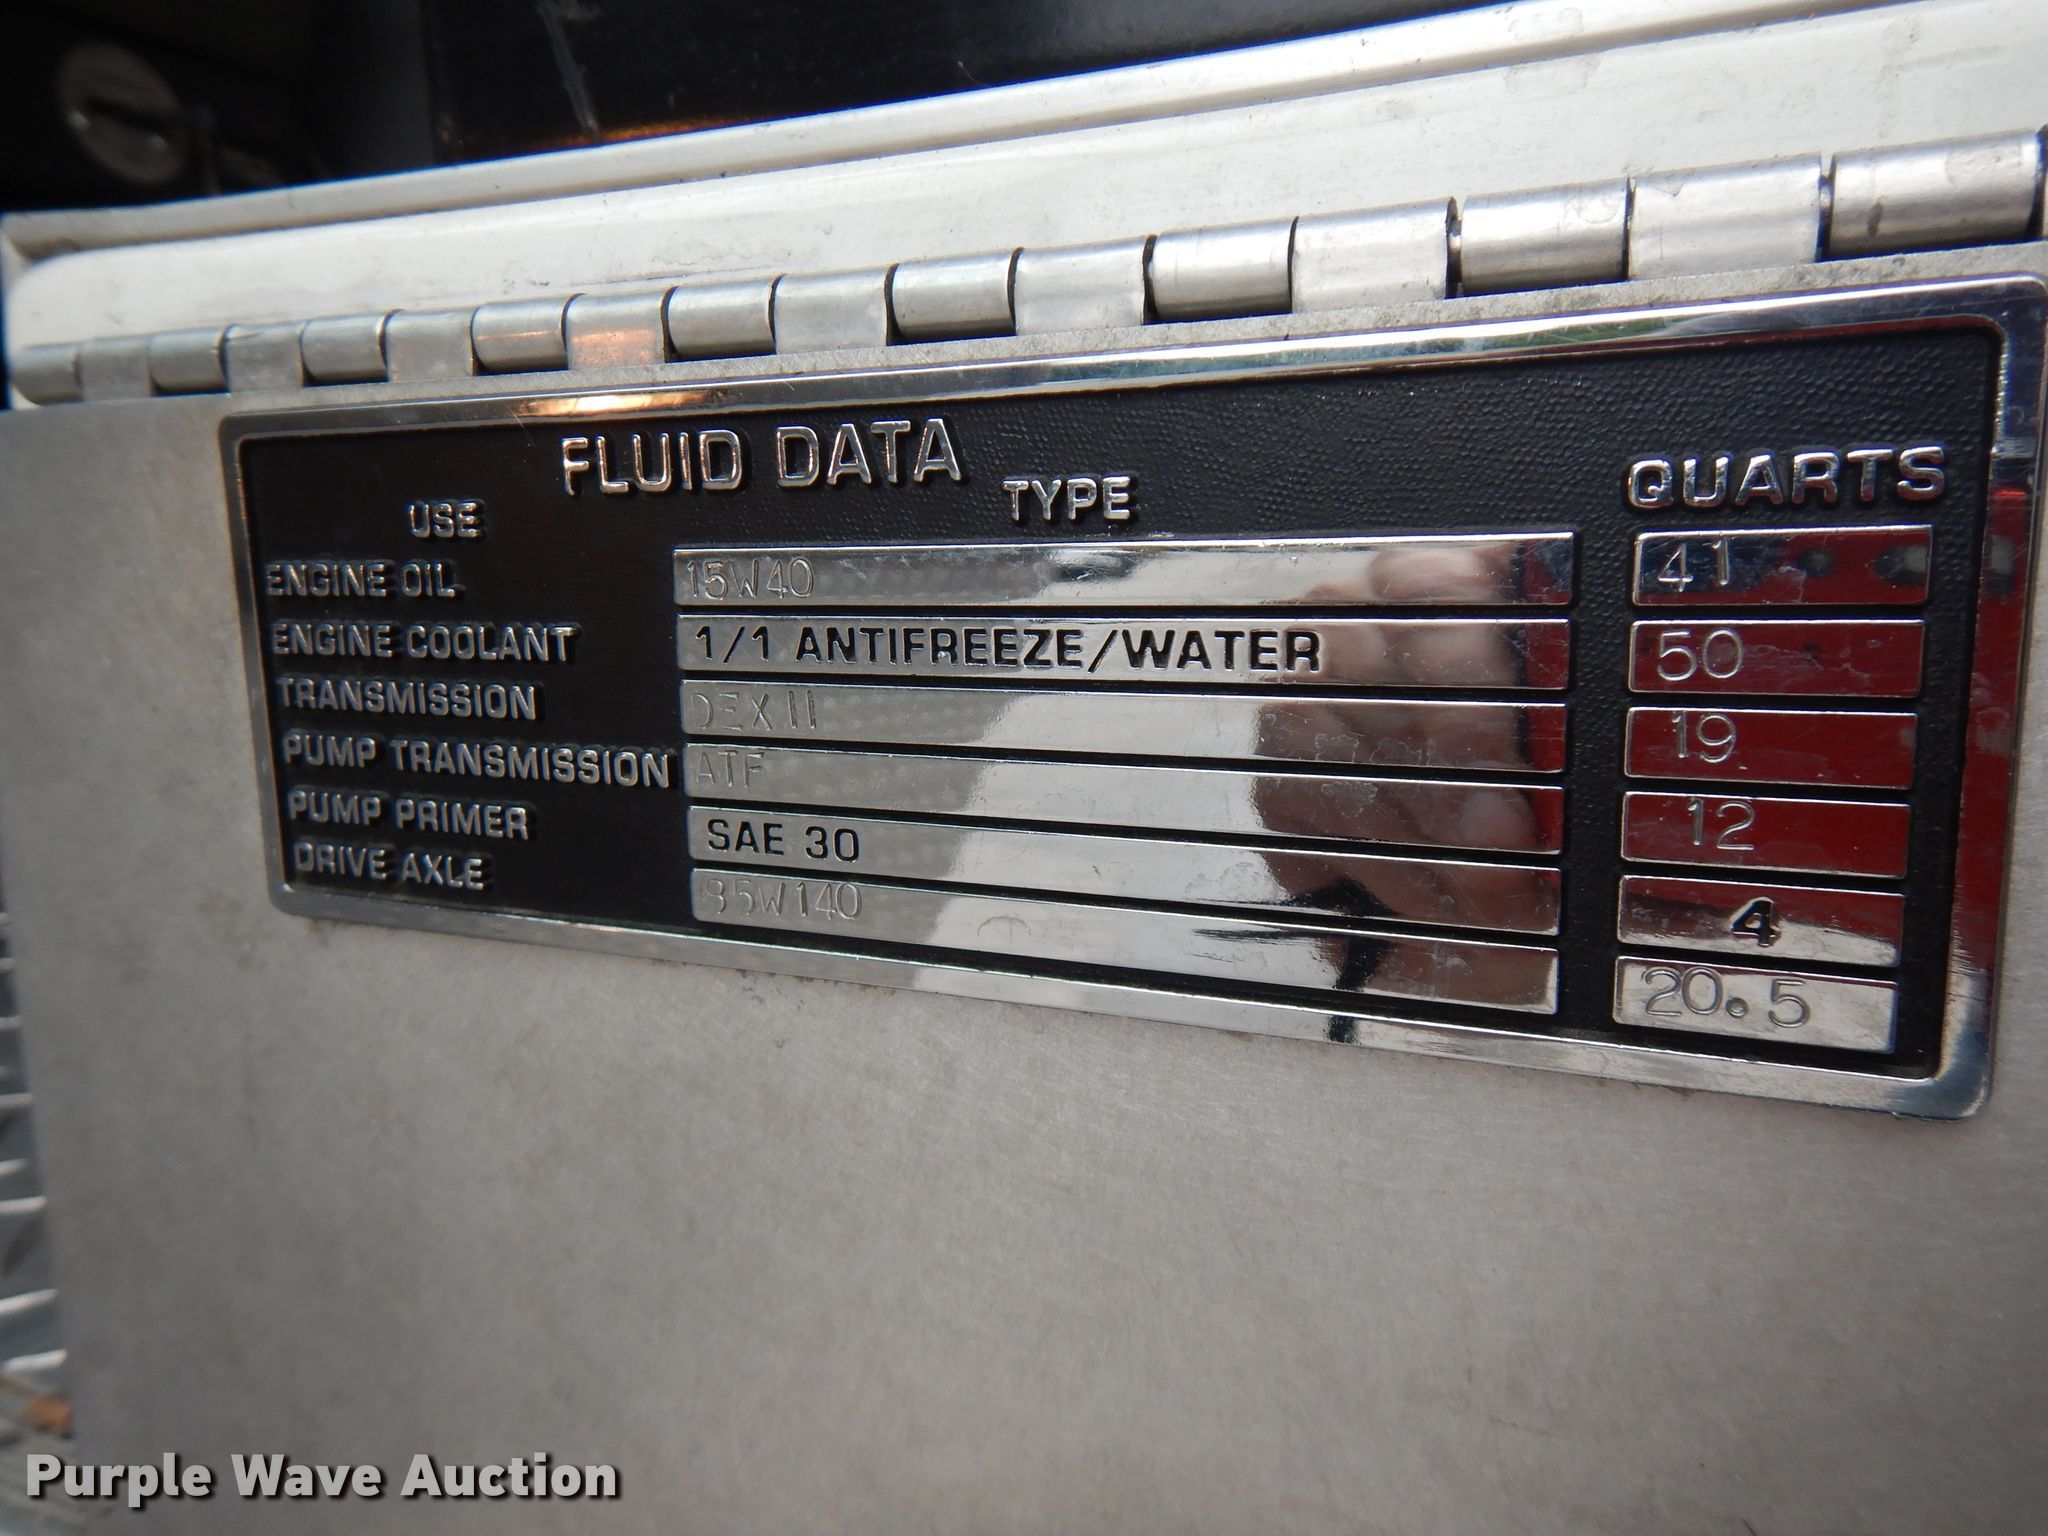 FLUID DATA
USE TYPE QUARTS
ENGINE OIL 15W40 41
ENGINE COOLANT 1/1 ANTIFREEZE/WATER 50
TRANSMISSION DEX II 19
PUMP TRANSMISSION ATF 12
PUMP PRIMER SAE 30 4
DRIVE AXLE 85W140 20.5
Purple Wave Auction